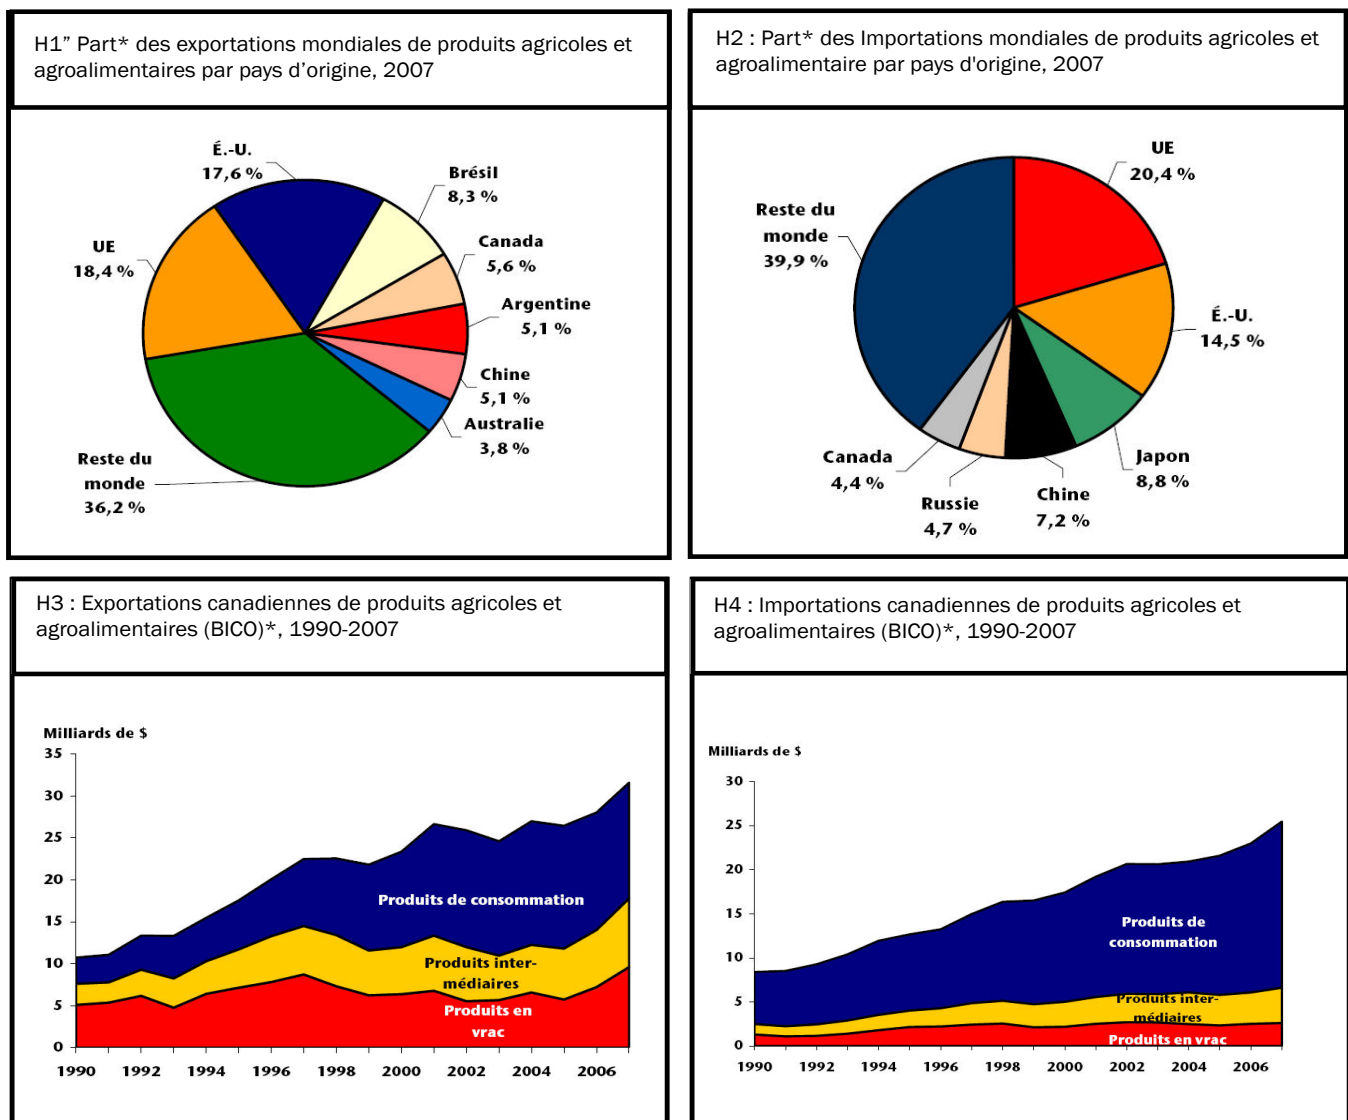 H1” Part* des exportations mondiales de produits agricoles et
agroalimentaires par pays d’origine, 2007
É.-U.
17,6 %
Brésil
8,3 %
Canada
5,6 %
Argentine
5,1 %
Chine
5,1 %
Australie
3,8 %
Reste du
monde
36,2 %
UE
18,4 %
H2 : Part* des Importations mondiales de produits agricoles et
agroalimentaire par pays d'origine, 2007
UE
20,4 %
É.-U.
14,5 %
Japon
8,8 %
Chine
7,2 %
Russie
4,7 %
Canada
4,4 %
Reste du
monde
39,9 %
H3 : Exportations canadiennes de produits agricoles et
agroalimentaires (BICO)*, 1990-2007
Milliards de $
35
30
25
20
15
10
5
0
Produits de consommation
Produits inter-
médiaires
Produits en
vrac
1990 1992 1994 1996 1998 2000 2002 2004 2006
H4 : Importations canadiennes de produits agricoles et
agroalimentaires (BICO)*, 1990-2007
Milliards de $
30
25
20
15
10
5
0
Produits de
consommation
Produits inter-
médiaires
Produits en vrac
1990 1992 1994 1996 1998 2000 2002 2004 2006